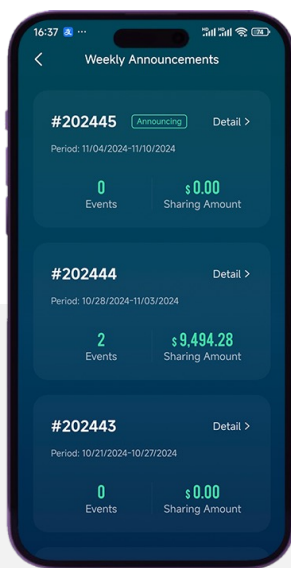 16:37
Weekly Announcements
#202445 Announcing Detail >
Period: 11/04/2024-11/10/2024
0 $0.00
Events Sharing Amount
#202444 Detail >
Period: 10/28/2024-11/03/2024
2 $9,494.28
Events Sharing Amount
#202443 Detail >
Period: 10/21/2024-10/27/2024
0 $0.00
Events Sharing Amount